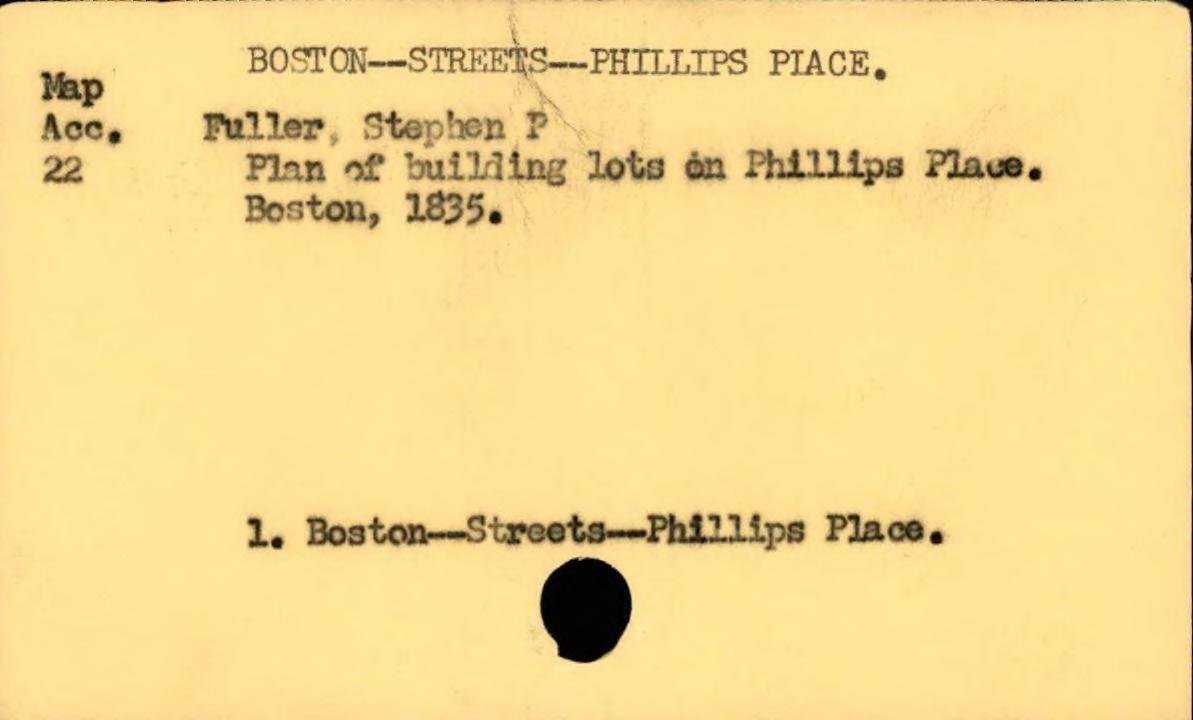 BOSTON--STREETS--PHILLIPS PIACE.
Map
Acc. Fuller, Stephen P
22 Plan of building lots on Phillips Place.
Boston, 1835.
1. Boston--Streets--Phillips Place.